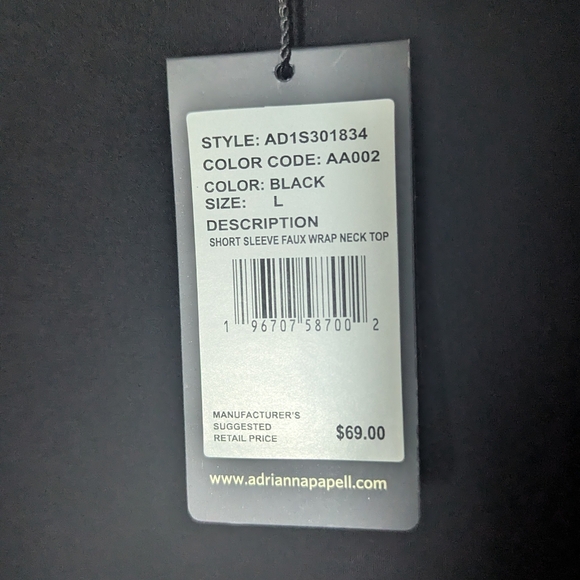 STYLE: AD1S301834
COLOR CODE: AA002
COLOR: BLACK
SIZE: L
DESCRIPTION
SHORT SLEEVE FAUX WRAP NECK TOP
1 96707 58700 2
MANUFACTURER'S
SUGGESTED
RETAIL PRICE $69.00
www.adriannapapell.com